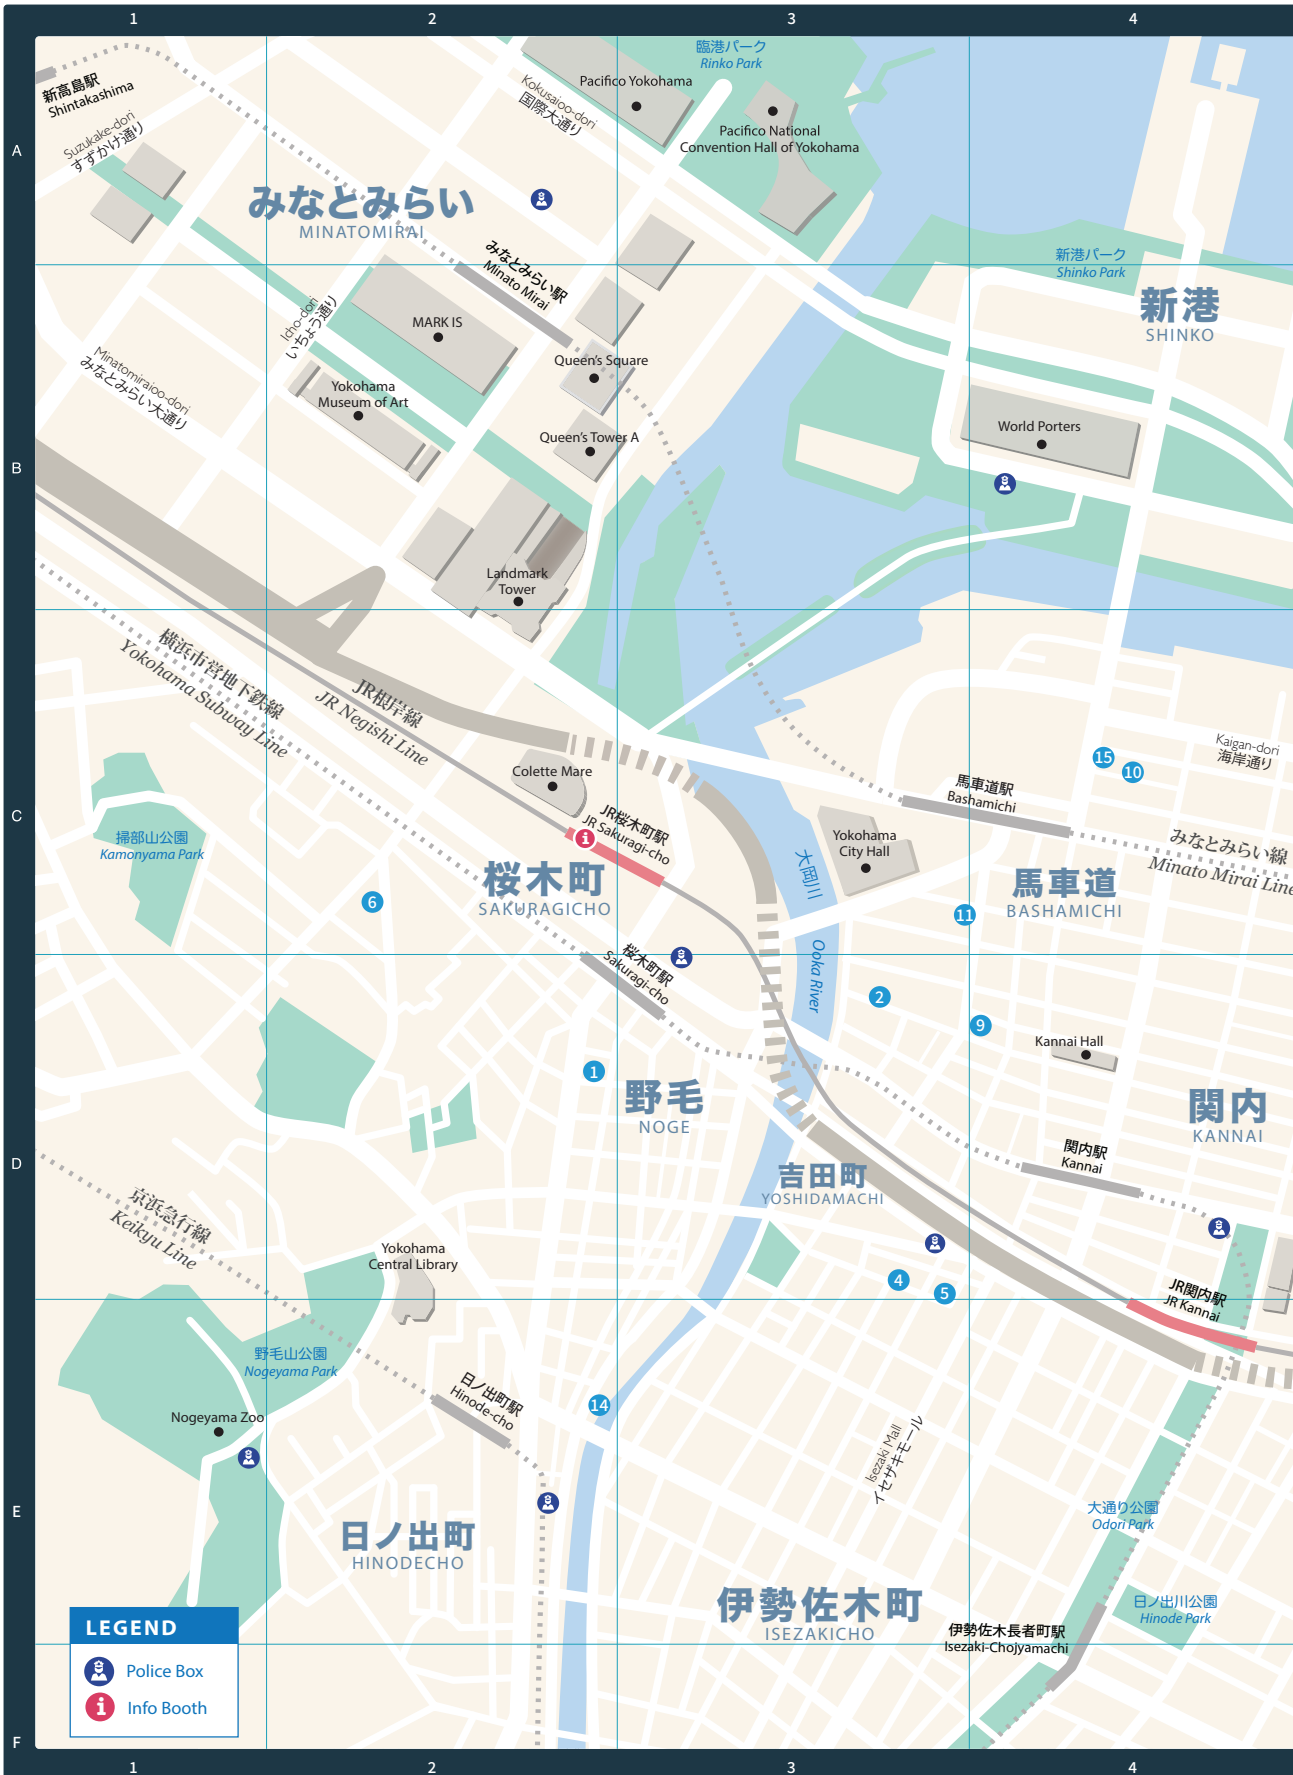 1
2
3
4
A
B
C
D
E
F
新高島駅
Shintakashima
Suzukake-dori
すずかけ通り
Kokusaioo-dori
国際大通り
Pacifico Yokohama
臨港パーク
Rinko Park
Pacifico National
Convention Hall of Yokohama
みなとみらい
MINATOMIRAI
みなとみらい駅
Minato Mirai
新港パーク
Shinko Park
新港
SHINKO
Icho-dori
いちょう通り
MARK IS
Queen's Square
Minatomiraioo-dori
みなとみらい大通り
Yokohama
Museum of Art
Queen's Tower A
World Porters
Landmark
Tower
横浜市営地下鉄線
Yokohama Subway Line
JR根岸線
JR Negishi Line
Colette Mare
JR桜木町駅
JR Sakuragi-cho
掃部山公園
Kamonyama Park
桜木町
SAKURAGICHO
6
大岡川
Ooka River
Yokohama
City Hall
馬車道駅
Bashamichi
15
10
Kaigan-dori
海岸通り
みなとみらい線
Minato Mirai Line
馬車道
BASHAMICHI
11
桜木町駅
Sakuragi-cho
2
9
Kannai Hall
1
野毛
NOGE
関内
KANNAI
関内駅
Kannai
吉田町
YOSHIDAMACHI
京浜急行線
Keikyu Line
Yokohama
Central Library
4
5
JR関内駅
JR Kannai
野毛山公園
Nogeyama Park
Nogeyama Zoo
日ノ出町駅
Hinode-cho
14
Isezaki Mall
イセザキモール
大通り公園
Odori Park
日ノ出町
HINODECHO
伊勢佐木町
ISEZAKICHO
日ノ出川公園
Hinode Park
伊勢佐木長者町駅
Isezaki-Chojyamachi
LEGEND
Police Box
i
Info Booth
1
2
3
4